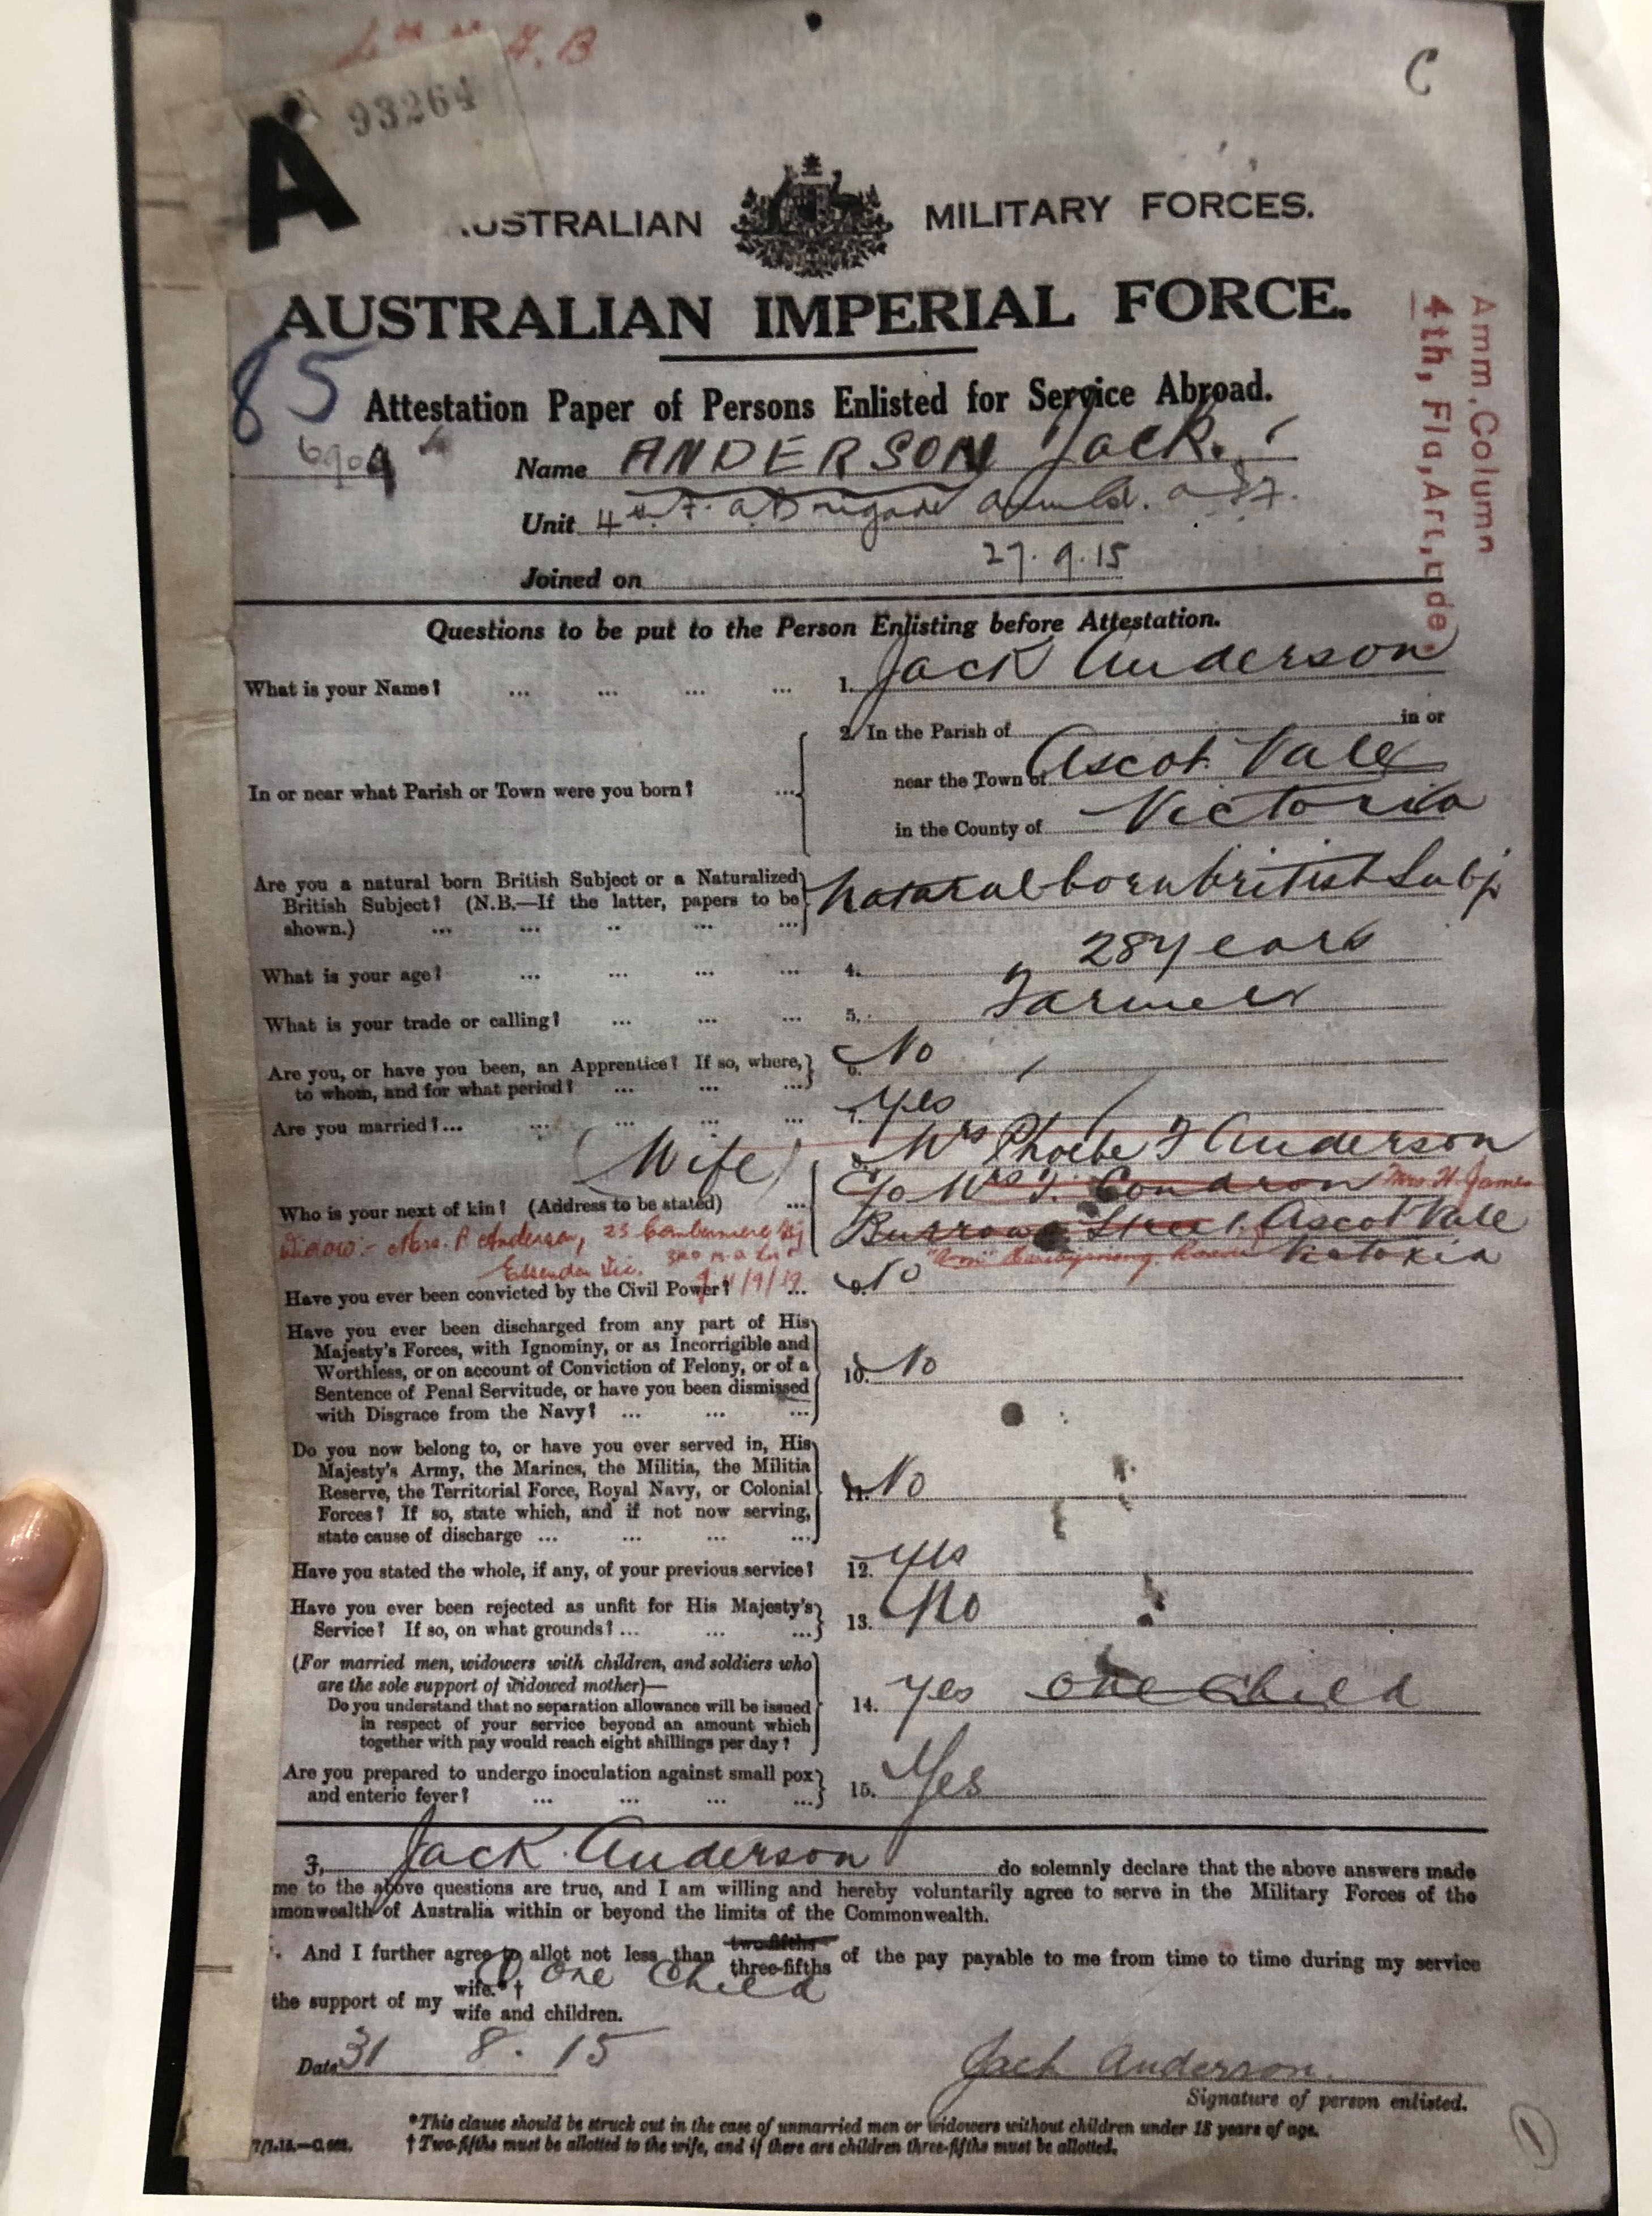 93264
C
A
AUSTRALIAN MILITARY FORCES.
AUSTRALIAN IMPERIAL FORCE.
Amm, Column
4th, Fld, Art, bde.
85
Attestation Paper of Persons Enlisted for Service Abroad.
Name ANDERSON Jack.
Unit 4th F. a Brigade
Joined on 27.9.15
Questions to be put to the Person Enlisting before Attestation.
What is your Name? ... ... ... ... 1. Jack Anderson
2. In the Parish of in or
In or near what Parish or Town were you born? ... near the Town of Ascot Vale
in the County of Victoria
Are you a natural born British Subject or a Naturalized natural born british Subj
British Subject? (N.B.—If the latter, papers to be
shown.) ... ... .. ... ...
What is your age? ... ... ... ... 4. 28 years
What is your trade or calling? ... ... ... 5. Farmer
Are you, or have you been, an Apprentice? If so, where, 6. No
to whom, and for what period? ... ... ...
Are you married?... ... ... ... ... 7. Yes
(Wife) Mrs Phoebe F Anderson
Who is your next of kin? (Address to be stated) ... C/o Mrs J. Condron Mrs H. James
Widow:- Mrs. P Anderson, 23 Burrows Street. Ascot Vale
Essendon Vic. Victoria
Have you ever been convicted by the Civil Power? ... 9. No
Have you ever been discharged from any part of His
Majesty's Forces, with Ignominy, or as Incorrigible and
Worthless, or on account of Conviction of Felony, or of a 10. No
Sentence of Penal Servitude, or have you been dismissed
with Disgrace from the Navy? ... ... ...
Do you now belong to, or have you ever served in, His
Majesty's Army, the Marines, the Militia, the Militia
Reserve, the Territorial Force, Royal Navy, or Colonial 11. No
Forces? If so, state which, and if not now serving,
state cause of discharge ... ... ... ...
Have you stated the whole, if any, of your previous service? 12. Yes
Have you ever been rejected as unfit for His Majesty's 13. No
Service? If so, on what grounds? ... ... ...
(For married men, widowers with children, and soldiers who
are the sole support of widowed mother)—
Do you understand that no separation allowance will be issued 14. yes one child
in respect of your service beyond an amount which
together with pay would reach eight shillings per day?
Are you prepared to undergo inoculation against small pox 15. Yes
and enteric fever? ... ... ... ...
3, Jack Anderson do solemnly declare that the above answers made
me to the above questions are true, and I am willing and hereby voluntarily agree to serve in the Military Forces of the
mmonwealth of Australia within or beyond the limits of the Commonwealth.
. And I further agree to allot not less than two-fifths three-fifths of the pay payable to me from time to time during my service
one Child
the support of my wife.*† wife and children.
Date 31 8. 15
Jack Anderson.
Signature of person enlisted.
*This clause should be struck out in the case of unmarried men or widowers without children under 18 years of age.
† Two-fifths must be allotted to the wife, and if there are children three-fifths must be allotted.
1